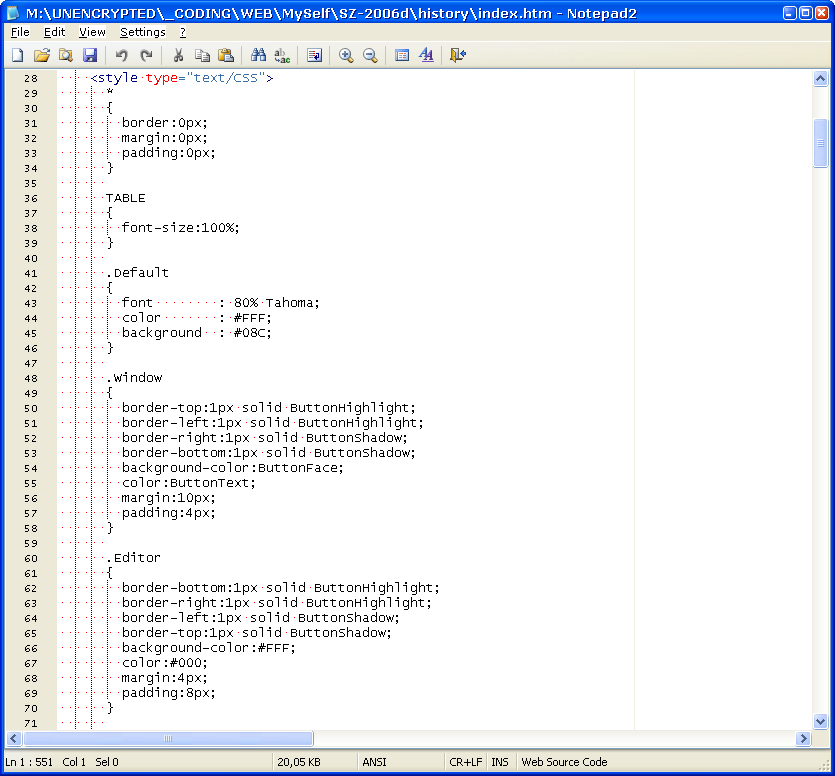 M:\UNENCRYPTED\_CODING\WEB\MySelf\SZ-2006d\history\index.htm - Notepad2
File Edit View Settings ?
28 <style type="text/CSS">
29 *
30 {
31 border:0px;
32 margin:0px;
33 padding:0px;
34 }
35
36 TABLE
37 {
38 font-size:100%;
39 }
40
41 .Default
42 {
43 font : 80% Tahoma;
44 color : #FFF;
45 background : #08C;
46 }
47
48 .Window
49 {
50 border-top:1px solid ButtonHighlight;
51 border-left:1px solid ButtonHighlight;
52 border-right:1px solid ButtonShadow;
53 border-bottom:1px solid ButtonShadow;
54 background-color:ButtonFace;
55 color:ButtonText;
56 margin:10px;
57 padding:4px;
58 }
59
60 .Editor
61 {
62 border-bottom:1px solid ButtonHighlight;
63 border-right:1px solid ButtonHighlight;
64 border-left:1px solid ButtonShadow;
65 border-top:1px solid ButtonShadow;
66 background-color:#FFF;
67 color:#000;
68 margin:4px;
69 padding:8px;
70 }
71
Ln 1 : 551 Col 1 Sel 0 20,05 KB ANSI CR+LF INS Web Source Code